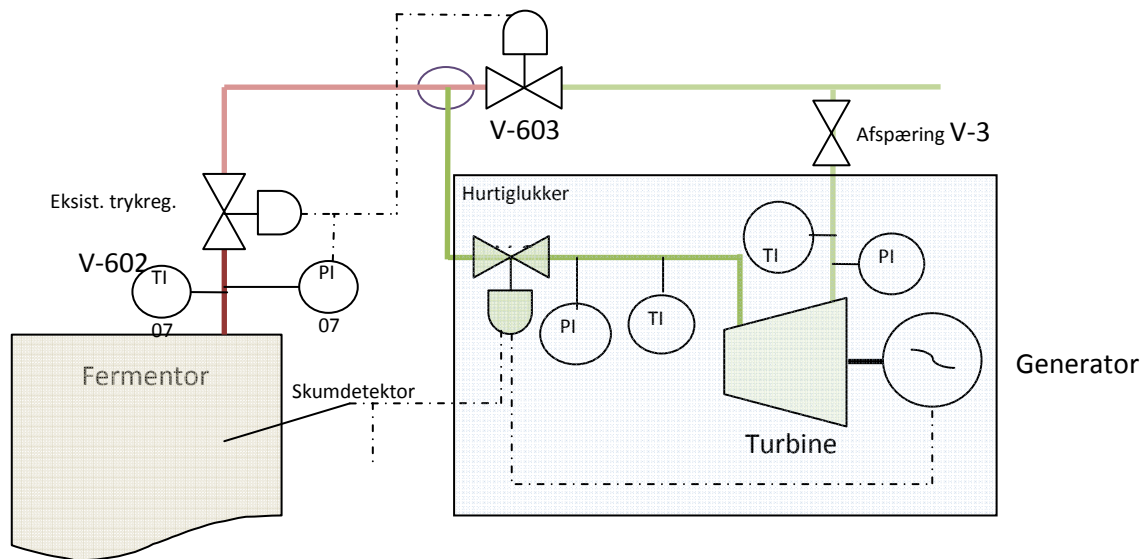 V-603
Afspæring V-3
Eksist. trykreg.
Hurtiglukker
V-602
TI
07
PI
07
TI
PI
PI
TI
Fermentor
Skumdetektor
Generator
Turbine